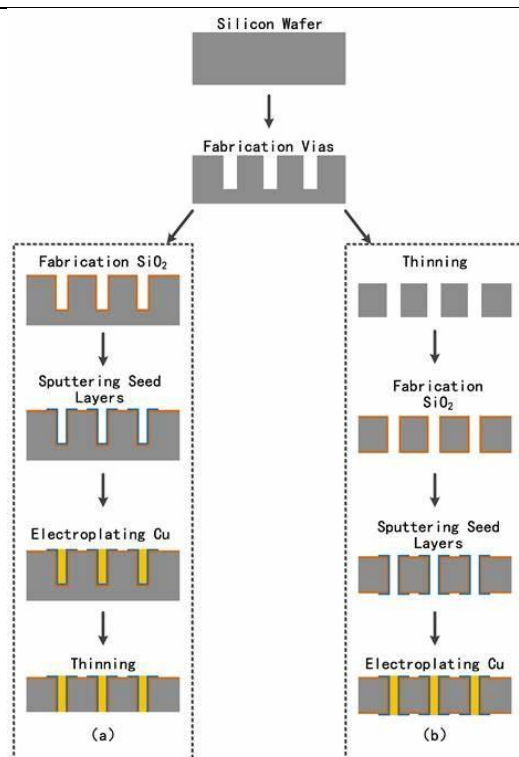 Silicon Wafer
Fabrication Vias
Fabrication SiO₂
Sputtering Seed
Layers
Electroplating Cu
Thinning
(a)
Thinning
Fabrication
SiO₂
Sputtering Seed
Layers
Electroplating Cu
(b)